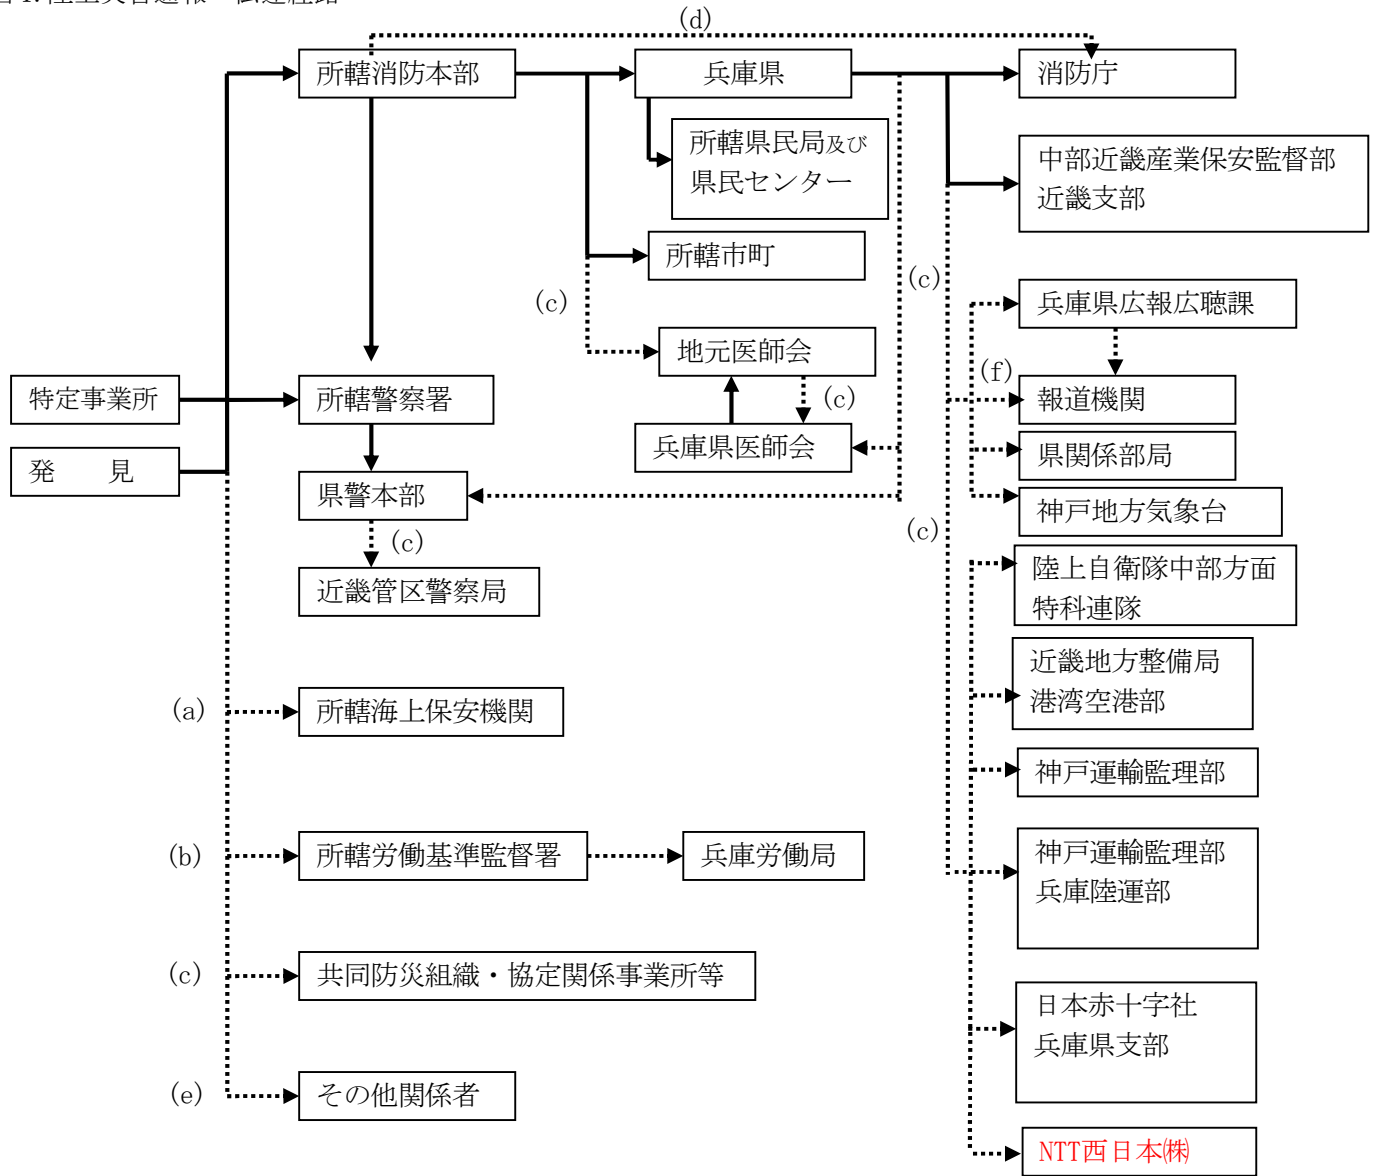 (d)
所轄消防本部
兵庫県
消防庁
所轄県民局及び
県民センター
中部近畿産業保安監督部
近畿支部
所轄市町
(c)
(c)
兵庫県広報広聴課
地元医師会
(f)
特定事業所
所轄警察署
(c)
報道機関
発　　見
兵庫県医師会
県関係部局
県警本部
神戸地方気象台
(c)
(c)
近畿管区警察局
陸上自衛隊中部方面
特科連隊
近畿地方整備局
港湾空港部
(a)
所轄海上保安機関
神戸運輸監理部
(b)
所轄労働基準監督署
兵庫労働局
神戸運輸監理部
兵庫陸運部
(c)
共同防災組織・協定関係事業所等
日本赤十字社
兵庫県支部
(e)
その他関係者
NTT西日本㈱